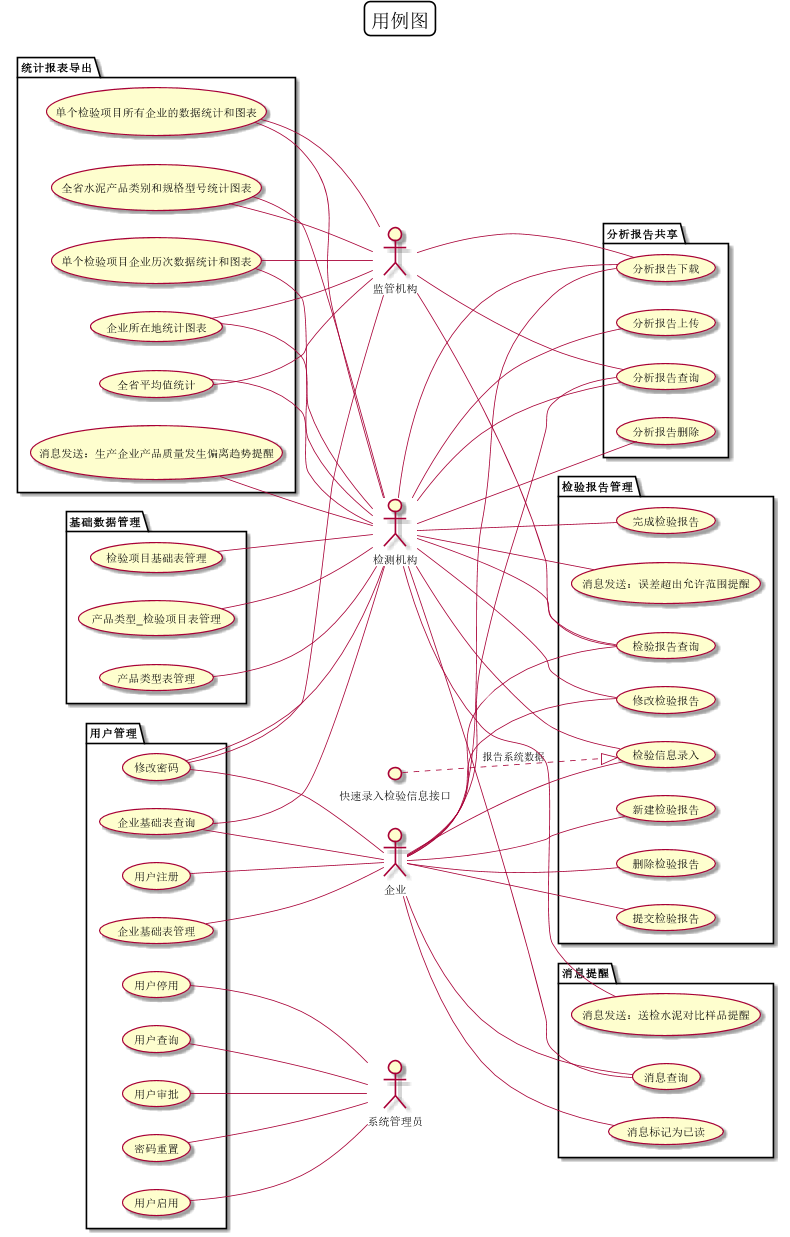 用例图
统计报表导出
单个检验项目所有企业的数据统计和图表
全省水泥产品类别和规格型号统计图表
单个检验项目企业历次数据统计和图表
企业所在地统计图表
全省平均值统计
消息发送：生产企业产品质量发生偏离趋势提醒
基础数据管理
检验项目基础表管理
产品类型_检验项目表管理
产品类型表管理
用户管理
修改密码
企业基础表查询
用户注册
企业基础表管理
用户停用
用户查询
用户审批
密码重置
用户启用
监管机构
检测机构
快速录入检验信息接口
报告系统数据
企业
系统管理员
分析报告共享
分析报告下载
分析报告上传
分析报告查询
分析报告删除
检验报告管理
完成检验报告
消息发送：误差超出允许范围提醒
检验报告查询
修改检验报告
检验信息录入
新建检验报告
删除检验报告
提交检验报告
消息提醒
消息发送：送检水泥对比样品提醒
消息查询
消息标记为已读